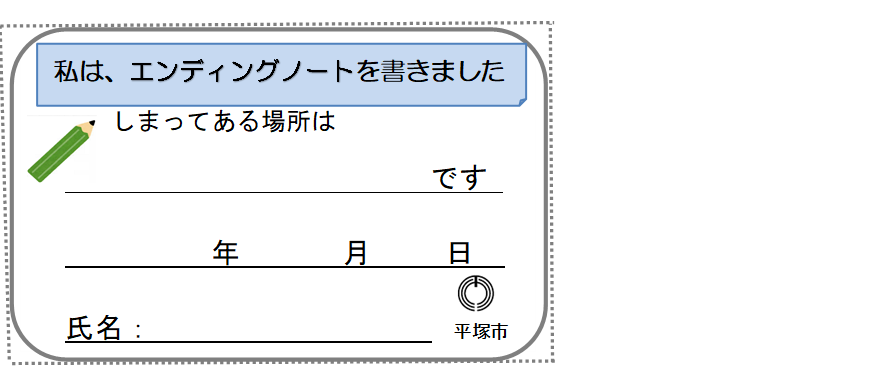 私は、エンディングノートを書きました
しまってある場所は
です
年 月 日
氏名：
平塚市